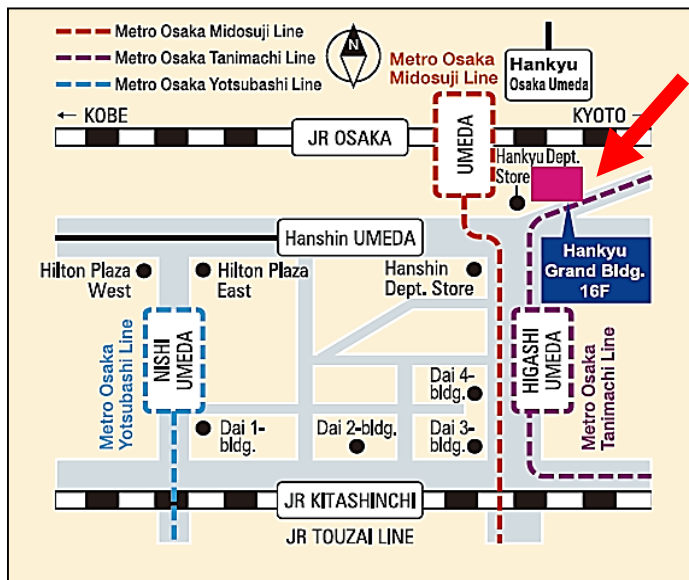 Metro Osaka Midosuji Line
Metro Osaka Tanimachi Line
Metro Osaka Yotsubashi Line
N
Metro Osaka
Midosuji Line
Hankyu
Osaka Umeda
← KOBE
KYOTO →
JR OSAKA
UMEDA
Hankyu Dept.
Store
Hanshin UMEDA
Hankyu
Grand Bldg.
16F
Hilton Plaza
West
Hilton Plaza
East
Hanshin
Dept. Store
Metro Osaka
Yotsubashi Line
NISHI
UMEDA
HIGASHI
UMEDA
Metro Osaka
Tanimachi Line
Dai 4-
bldg.
Dai 1-
bldg.
Dai 2-bldg.
Dai 3-
bldg.
JR KITASHINCHI
JR TOUZAI LINE